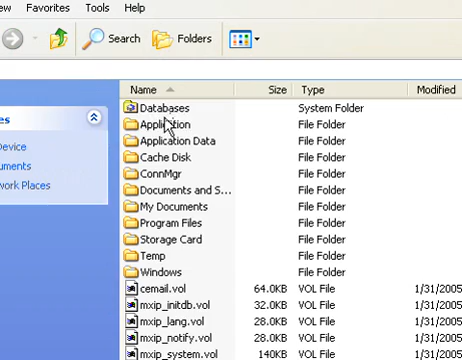 ew Favorites Tools Help
Search Folders
Name Size Type Modified
Databases System Folder
Application File Folder
Application Data File Folder
Cache Disk File Folder
ConnMgr File Folder
Documents and S... File Folder
My Documents File Folder
Program Files File Folder
Storage Card File Folder
Temp File Folder
Windows File Folder
cemail.vol 64.0KB VOL File 1/31/2005
mxip_initdb.vol 32.0KB VOL File 1/31/2005
mxip_lang.vol 28.0KB VOL File 1/31/2005
mxip_notify.vol 28.0KB VOL File 1/31/2005
mxip_system.vol 140KB VOL File 1/31/2005
es
Device
uments
work Places